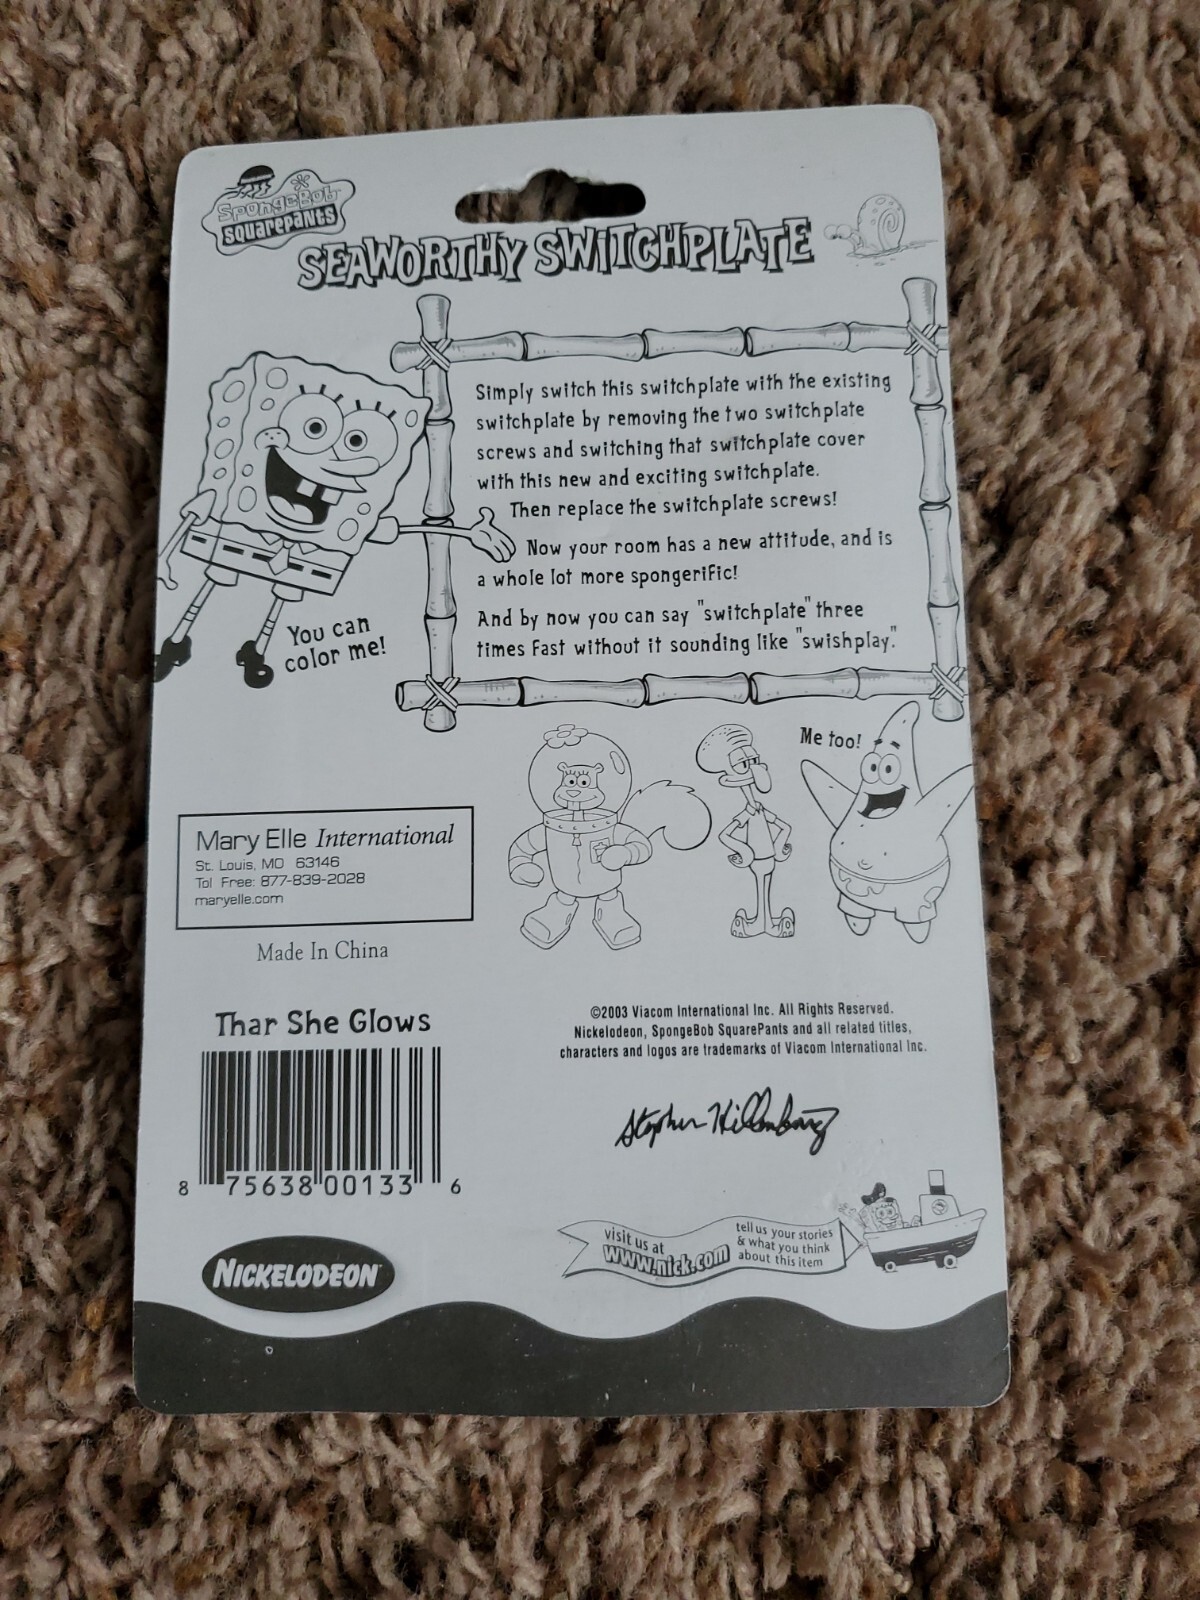 SpongeBob
SQUAREPANTS
SEAWORTHY SWITCHPLATE
Simply switch this switchplate with the existing
switchplate by removing the two switchplate
screws and switching that switchplate cover
with this new and exciting switchplate.
Then replace the switchplate screws!
Now your room has a new attitude, and is
a whole lot more spongerific!
And by now you can say "switchplate" three
times fast without it sounding like "swishplay."
You can
color me!
Me too!
Mary Elle International
St. Louis, MO 63146
Tol Free: 877-839-2028
maryelle.com
Made In China
Thar She Glows
8 75638 00133 6
©2003 Viacom International Inc. All Rights Reserved.
Nickelodeon, SpongeBob SquarePants and all related titles,
characters and logos are trademarks of Viacom International Inc.
Stephen Hillenburg
visit us at
www.nick.com
tell us your stories
& what you think
about this item
NICKELODEON